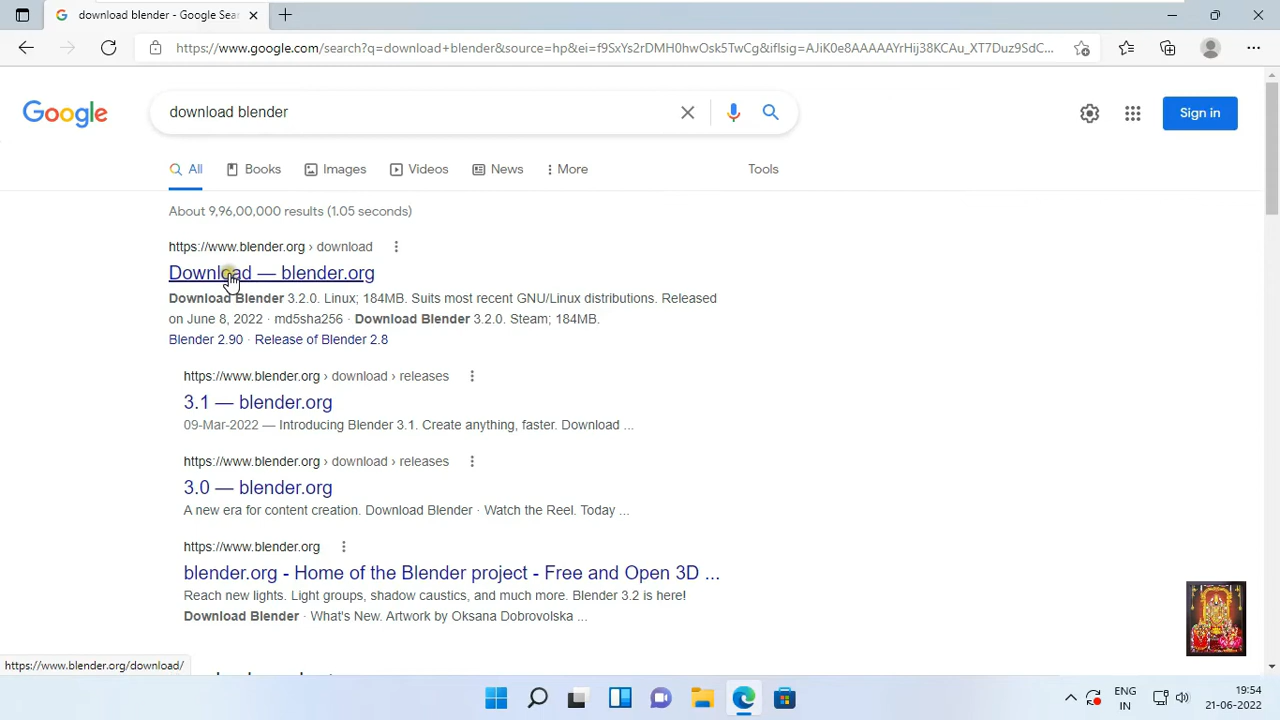 download blender - Google Sea
https://www.google.com/search?q=download+blender&source=hp&ei=f9SxYs2rDMH0hwOsk5TwCg&iflsig=AJiK0e8AAAAAYrHij38KCAu_XT7Duz9SdC...
Google
download blender
Sign in
All
Books
Images
Videos
News
More
Tools
About 9,96,00,000 results (1.05 seconds)
https://www.blender.org › download
Download — blender.org
Download Blender 3.2.0. Linux; 184MB. Suits most recent GNU/Linux distributions. Released
on June 8, 2022 · md5sha256 · Download Blender 3.2.0. Steam; 184MB.
Blender 2.90 · Release of Blender 2.8
https://www.blender.org › download › releases
3.1 — blender.org
09-Mar-2022 — Introducing Blender 3.1. Create anything, faster. Download ...
https://www.blender.org › download › releases
3.0 — blender.org
A new era for content creation. Download Blender · Watch the Reel. Today ...
https://www.blender.org
blender.org - Home of the Blender project - Free and Open 3D ...
Reach new lights. Light groups, shadow caustics, and much more. Blender 3.2 is here!
Download Blender · What's New. Artwork by Oksana Dobrovolska ...
https://www.blender.org/download/
ENG
IN
19:54
21-06-2022